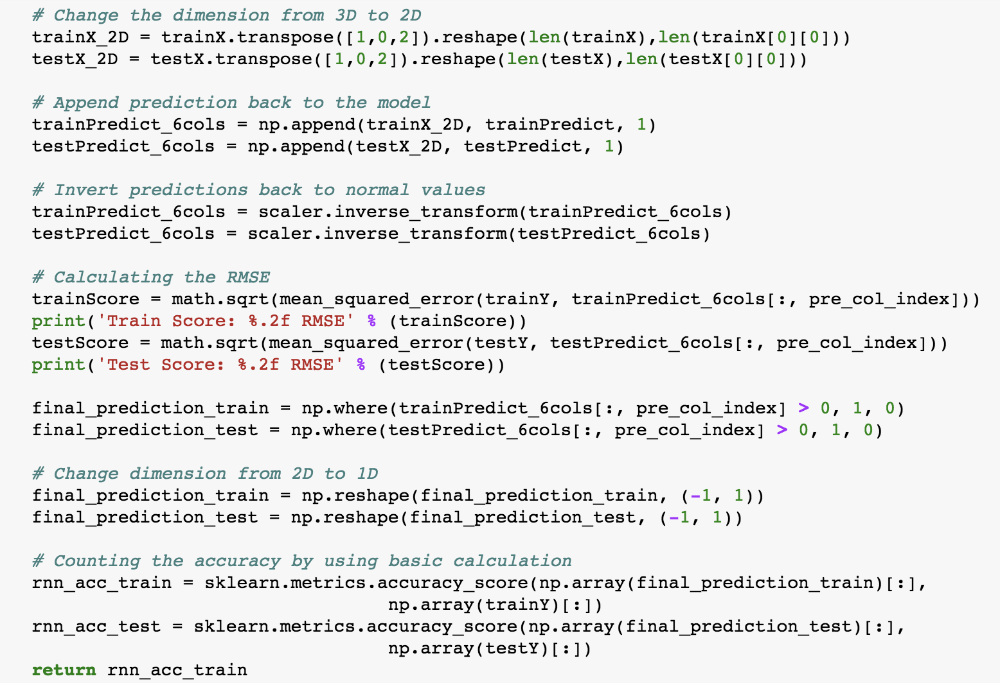 # Change the dimension from 3D to 2D
trainX_2D = trainX.transpose([1,0,2]).reshape(len(trainX),len(trainX[0][0]))
testX_2D = testX.transpose([1,0,2]).reshape(len(testX),len(testX[0][0]))
# Append prediction back to the model
trainPredict_6cols = np.append(trainX_2D, trainPredict, 1)
testPredict_6cols = np.append(testX_2D, testPredict, 1)
# Invert predictions back to normal values
trainPredict_6cols = scaler.inverse_transform(trainPredict_6cols)
testPredict_6cols = scaler.inverse_transform(testPredict_6cols)
# Calculating the RMSE
trainScore = math.sqrt(mean_squared_error(trainY, trainPredict_6cols[:, pre_col_index]))
print('Train Score: %.2f RMSE' % (trainScore))
testScore = math.sqrt(mean_squared_error(testY, testPredict_6cols[:, pre_col_index]))
print('Test Score: %.2f RMSE' % (testScore))
final_prediction_train = np.where(trainPredict_6cols[:, pre_col_index] > 0, 1, 0)
final_prediction_test = np.where(testPredict_6cols[:, pre_col_index] > 0, 1, 0)
# Change dimension from 2D to 1D
final_prediction_train = np.reshape(final_prediction_train, (-1, 1))
final_prediction_test = np.reshape(final_prediction_test, (-1, 1))
# Counting the accuracy by using basic calculation
rnn_acc_train = sklearn.metrics.accuracy_score(np.array(final_prediction_train)[:],
np.array(trainY)[:])
rnn_acc_test = sklearn.metrics.accuracy_score(np.array(final_prediction_test)[:],
np.array(testY)[:])
return rnn_acc_train